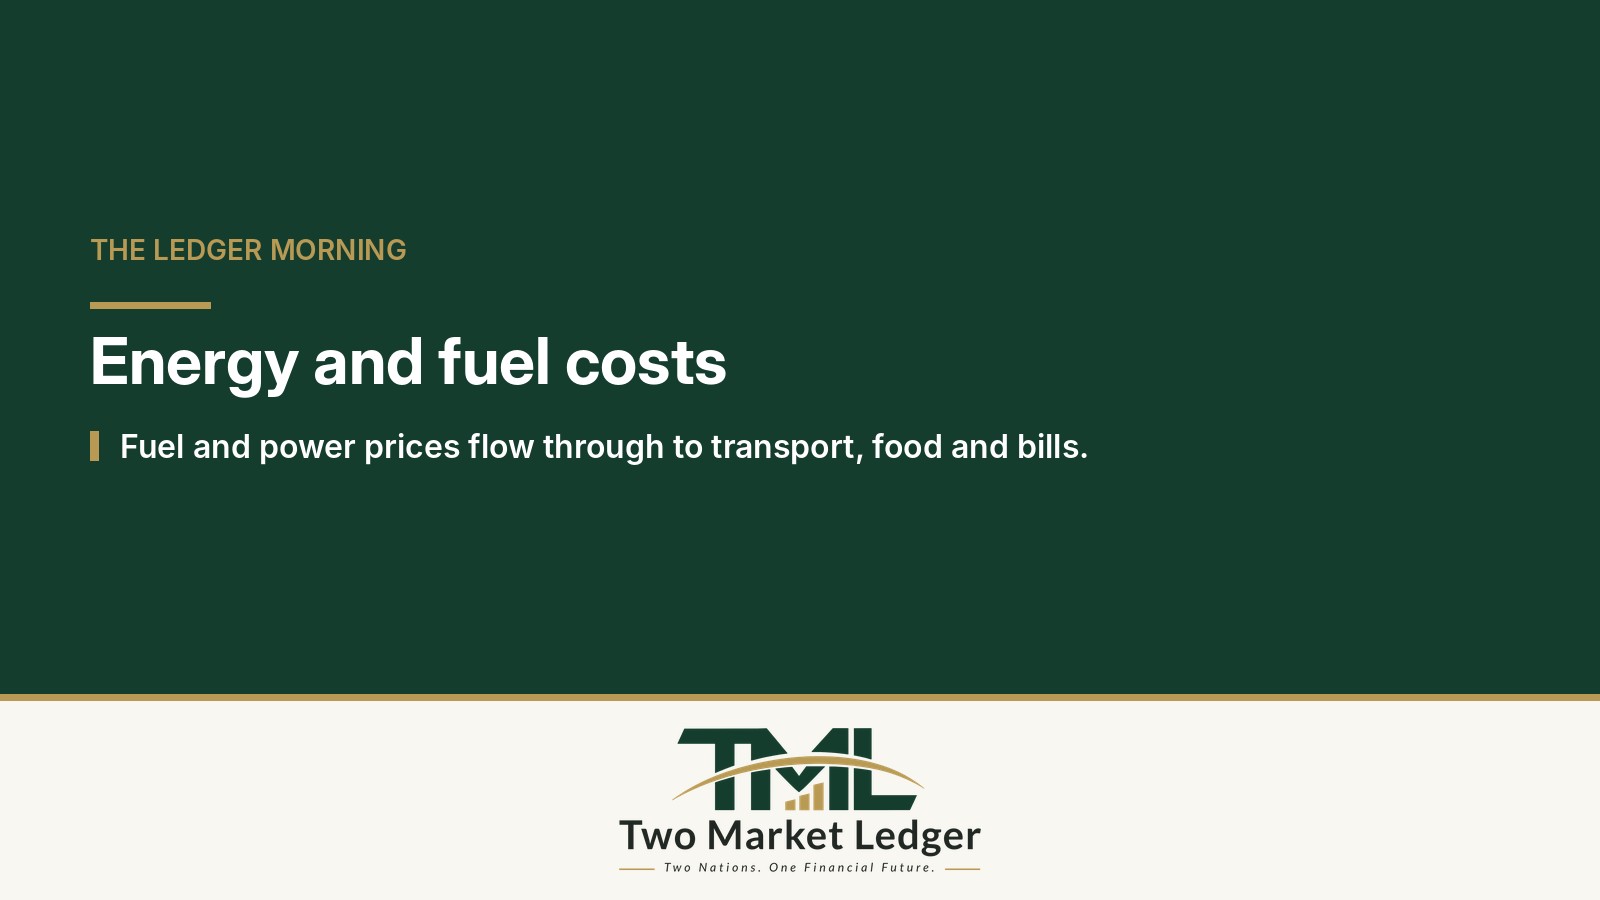 THE LEDGER MORNING
Energy and fuel costs
Fuel and power prices flow through to transport, food and bills.
TML
Two Market Ledger
Two Nations. One Financial Future.